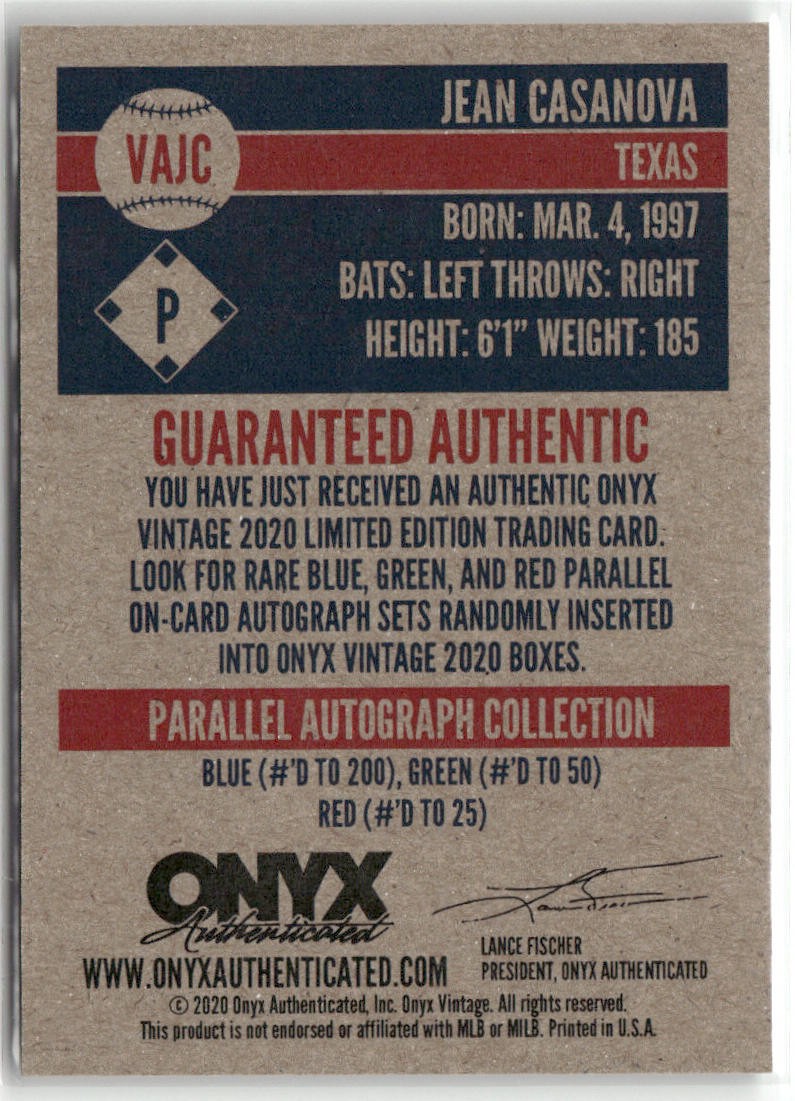 JEAN CASANOVA
VAJC
TEXAS
BORN: MAR. 4, 1997
BATS: LEFT THROWS: RIGHT
P
HEIGHT: 6'1" WEIGHT: 185
GUARANTEED AUTHENTIC
YOU HAVE JUST RECEIVED AN AUTHENTIC ONYX
VINTAGE 2020 LIMITED EDITION TRADING CARD.
LOOK FOR RARE BLUE, GREEN, AND RED PARALLEL
ON-CARD AUTOGRAPH SETS RANDOMLY INSERTED
INTO ONYX VINTAGE 2020 BOXES.
PARALLEL AUTOGRAPH COLLECTION
BLUE (#'D TO 200), GREEN (#'D TO 50)
RED (#'D TO 25)
ONYX
Authenticated
LANCE FISCHER
PRESIDENT, ONYX AUTHENTICATED
WWW.ONYXAUTHENTICATED.COM
© 2020 Onyx Authenticated, Inc. Onyx Vintage. All rights reserved.
This product is not endorsed or affiliated with MLB or MILB. Printed in U.S.A.